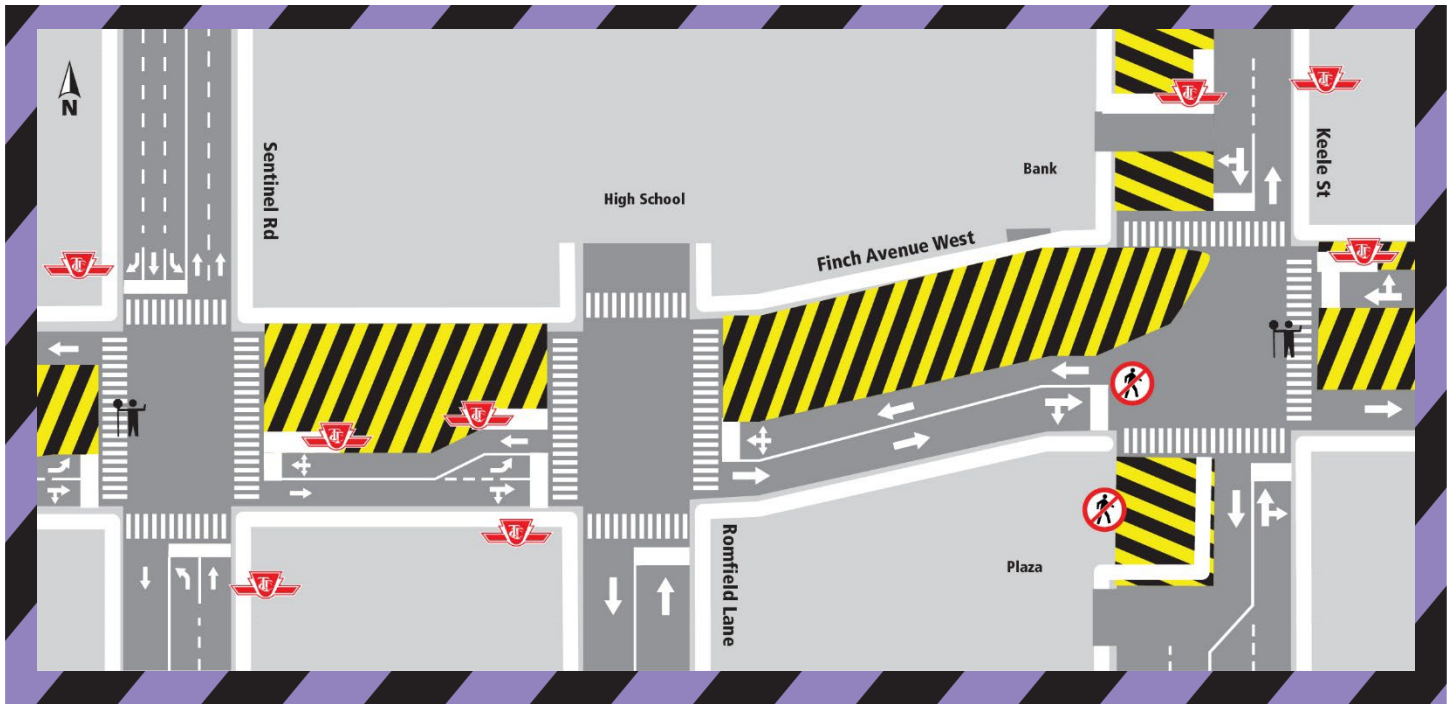 N
Sentinel Rd
High School
Bank
Keele St
Finch Avenue West
Romfield Lane
Plaza